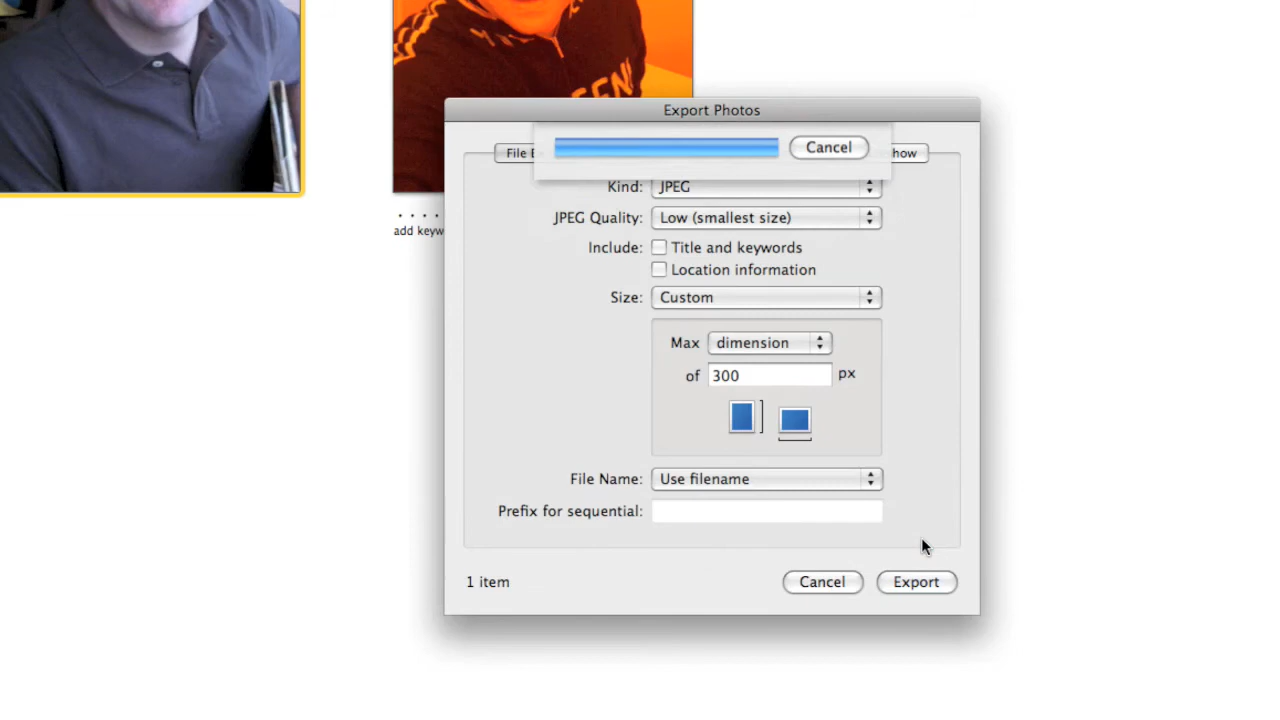 Export Photos
Cancel
File E
how
Kind: JPEG
JPEG Quality: Low (smallest size)
Include: Title and keywords
Location information
Size: Custom
Max dimension
of 300 px
File Name: Use filename
Prefix for sequential:
1 item
Cancel
Export
add keyw
EEN